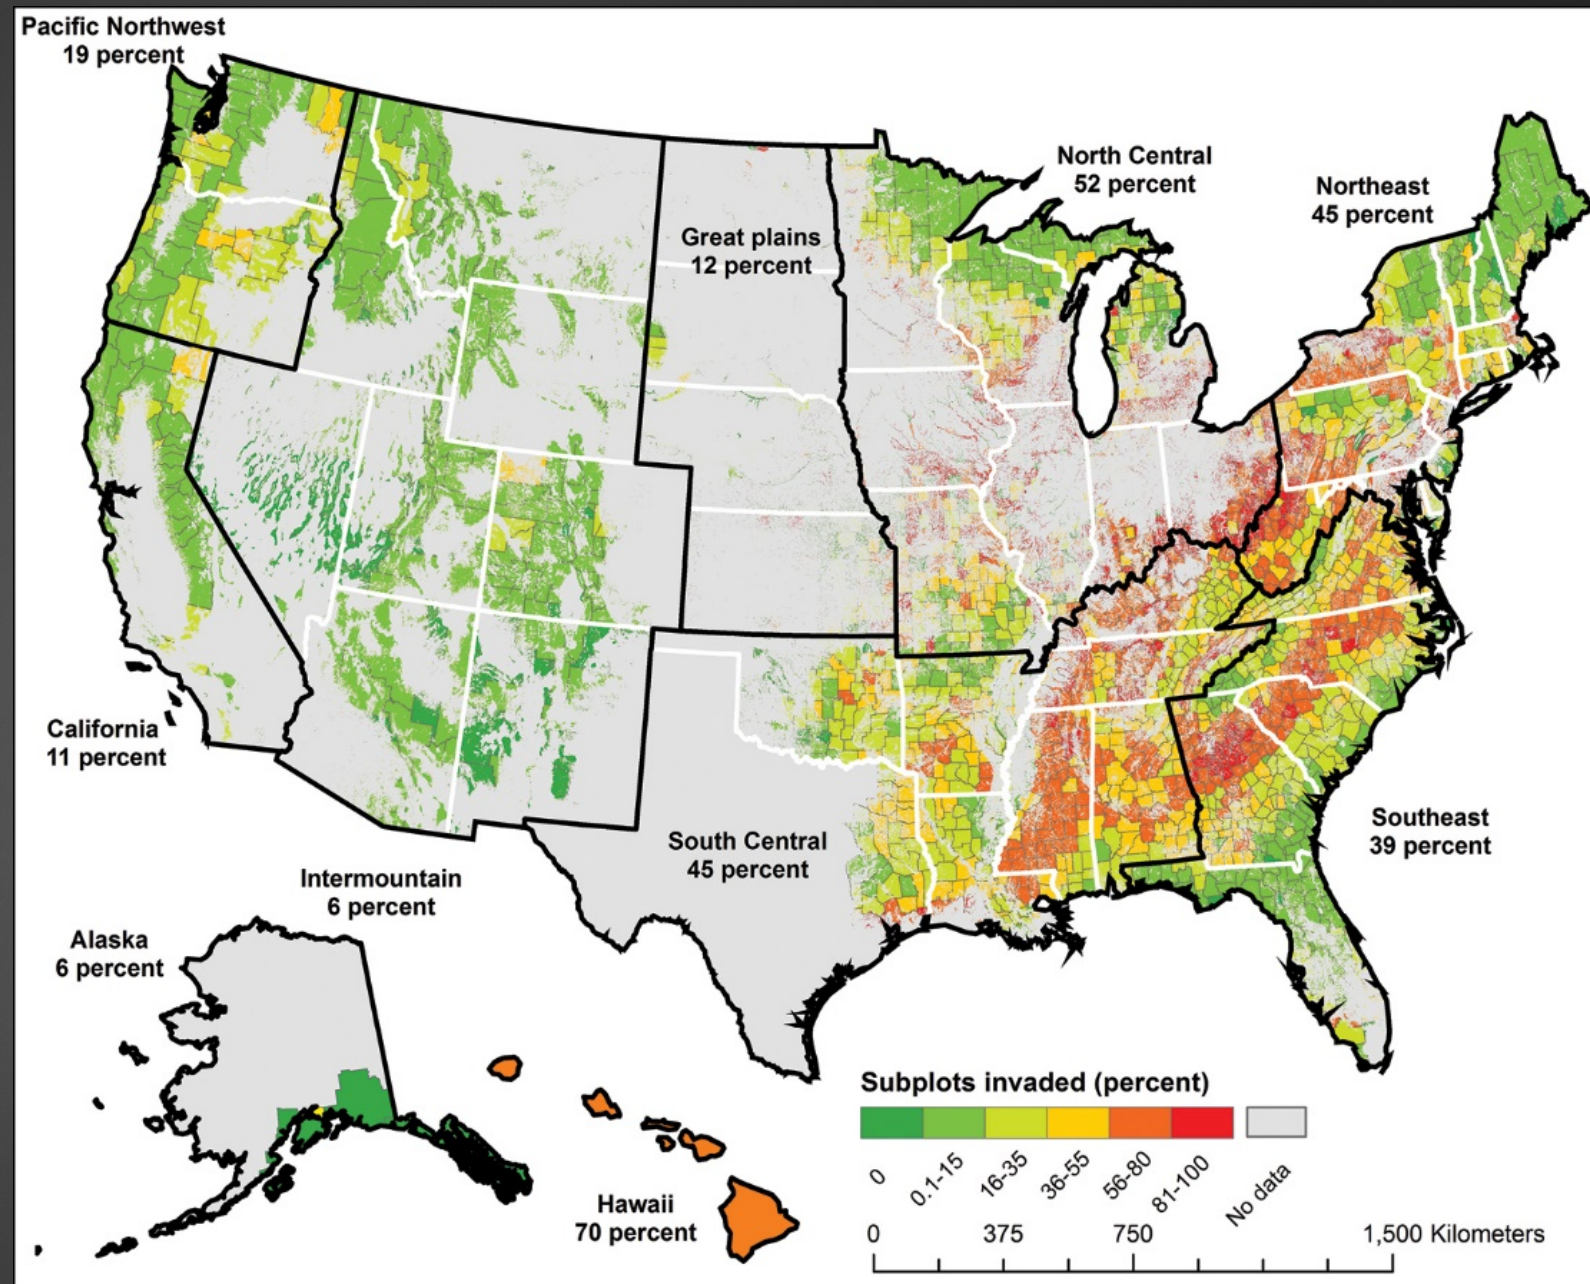 Pacific Northwest
19 percent
North Central
52 percent
Northeast
45 percent
Great plains
12 percent
California
11 percent
South Central
45 percent
Southeast
39 percent
Intermountain
6 percent
Alaska
6 percent
Hawaii
70 percent
Subplots invaded (percent)
0
0.1-15
16-35
36-55
56-80
81-100
No data
0 375 750 1,500 Kilometers